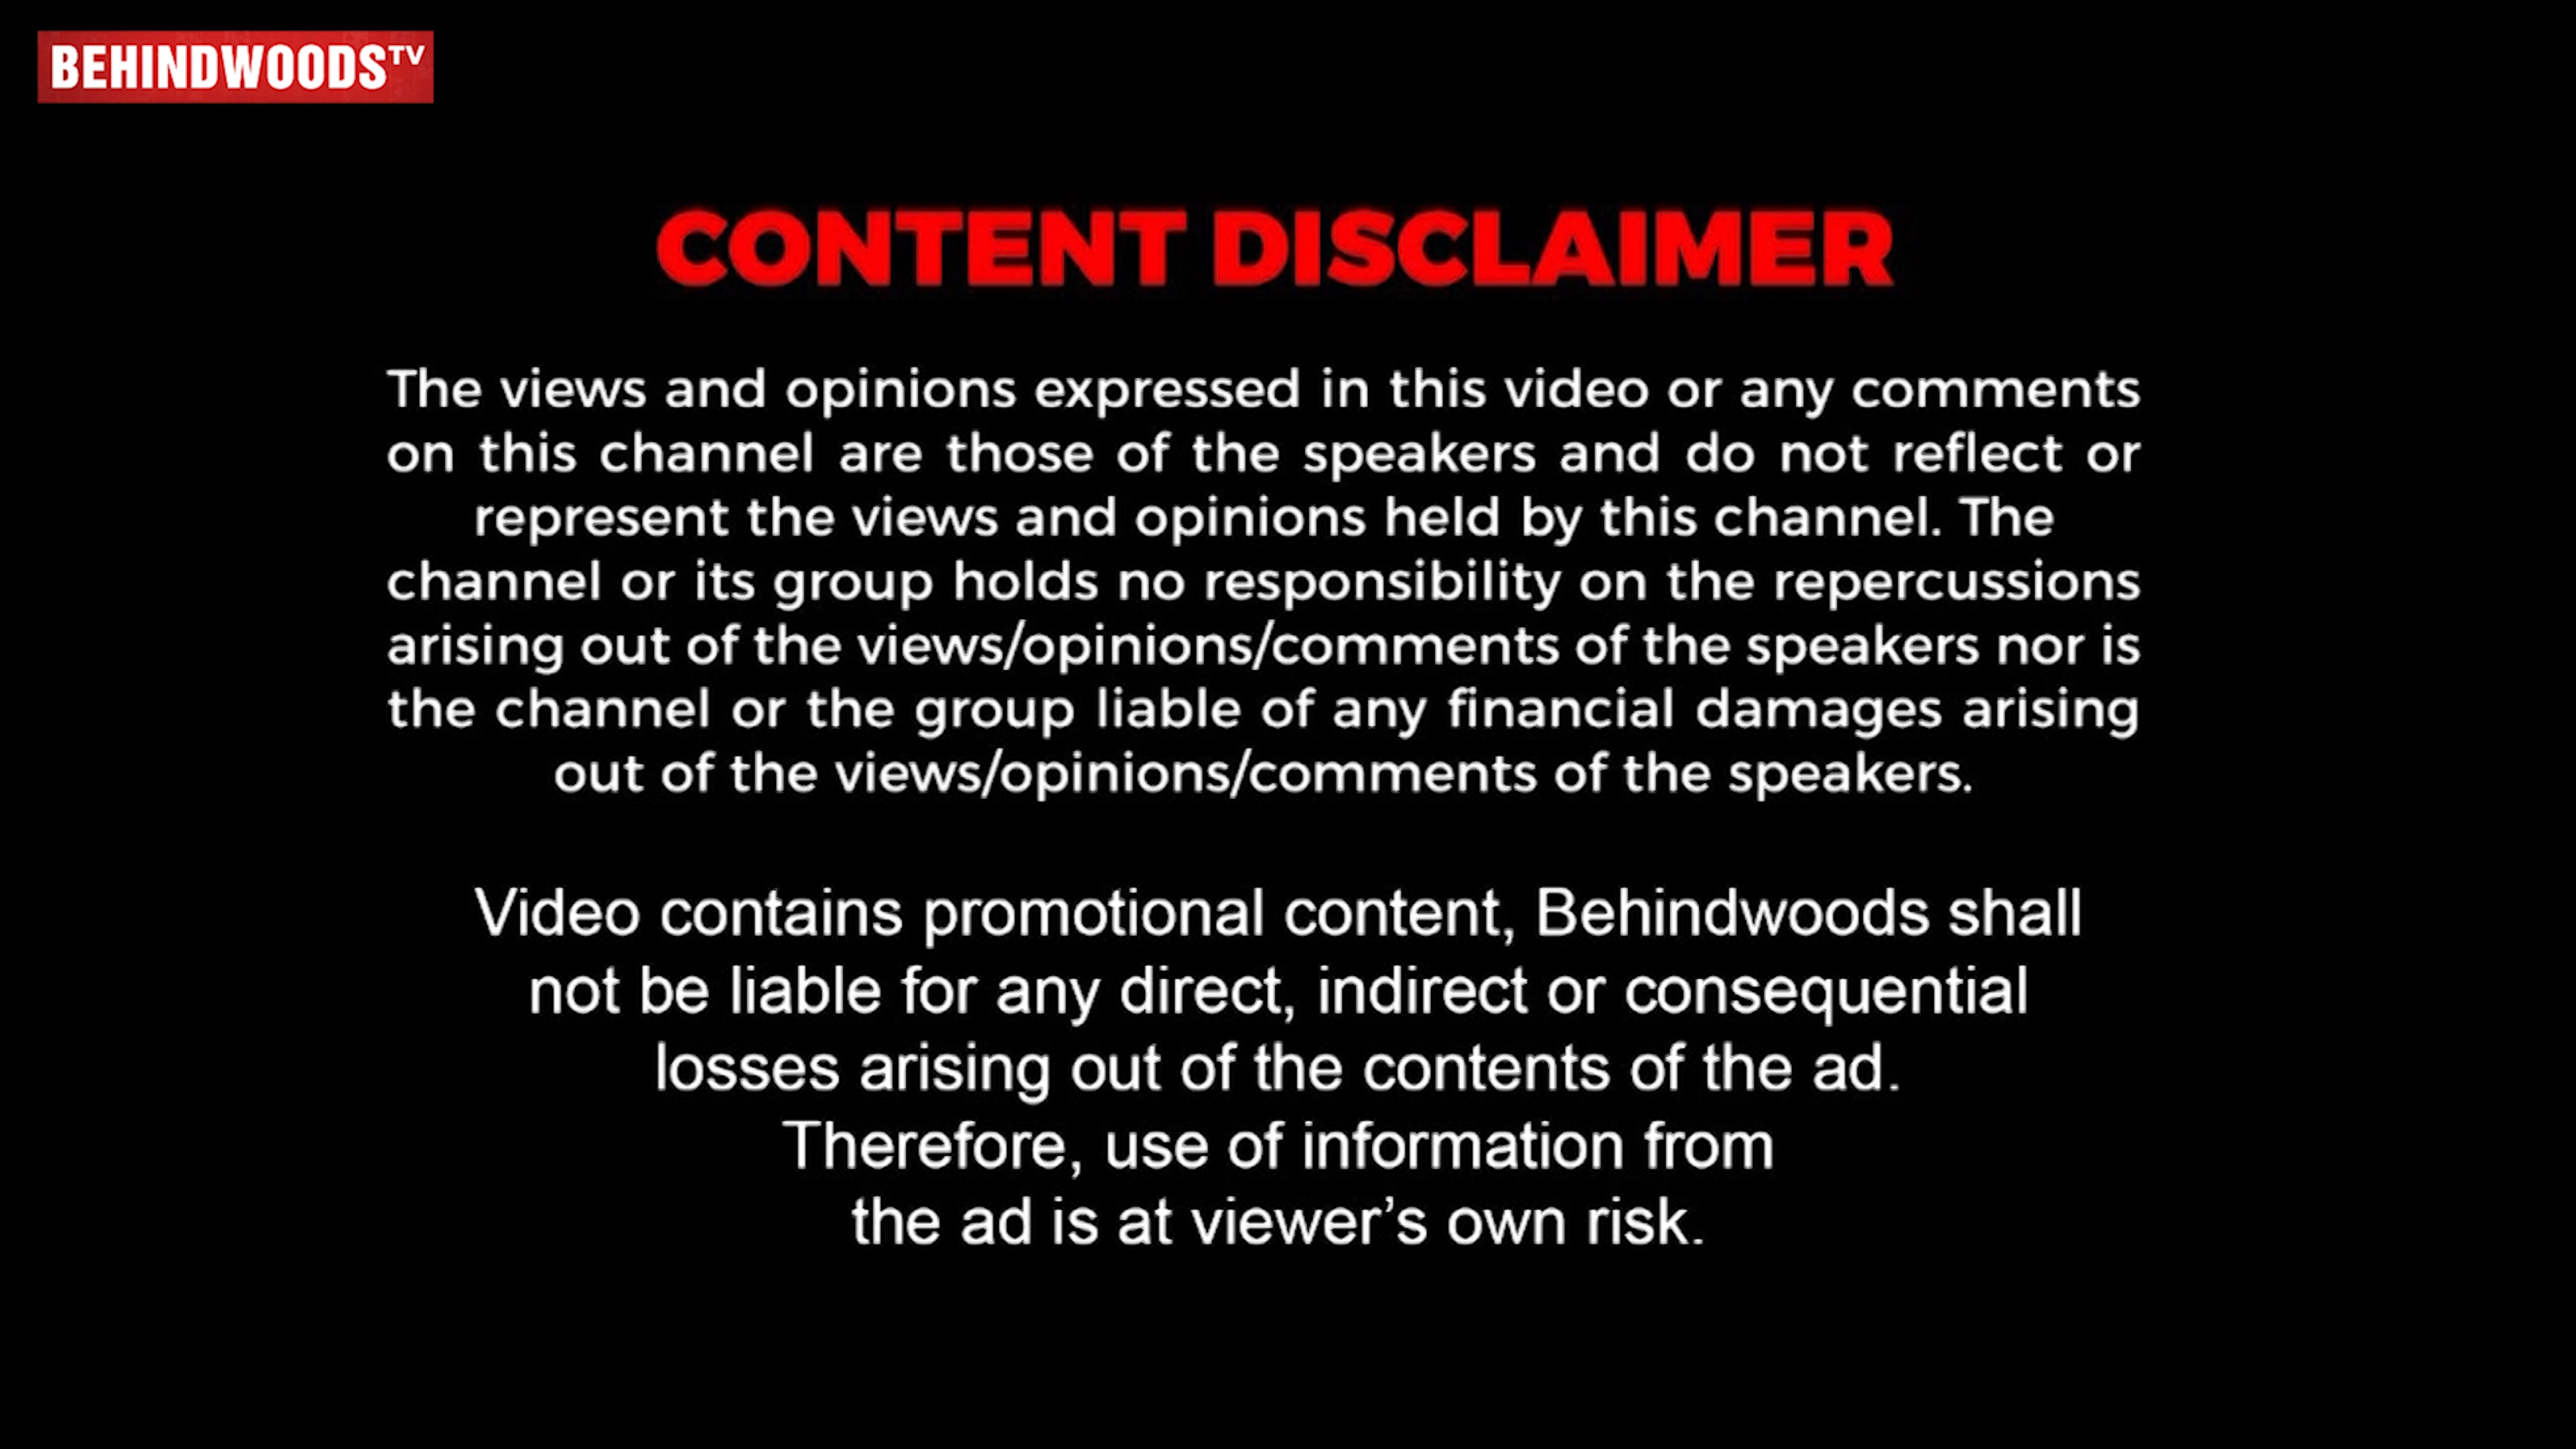 BEHINDWOODSTV
CONTENT DISCLAIMER
The views and opinions expressed in this video or any comments
on this channel are those of the speakers and do not reflect or
represent the views and opinions held by this channel. The
channel or its group holds no responsibility on the repercussions
arising out of the views/opinions/comments of the speakers nor is
the channel or the group liable of any financial damages arising
out of the views/opinions/comments of the speakers.
Video contains promotional content, Behindwoods shall
not be liable for any direct, indirect or consequential
losses arising out of the contents of the ad.
Therefore, use of information from
the ad is at viewer’s own risk.